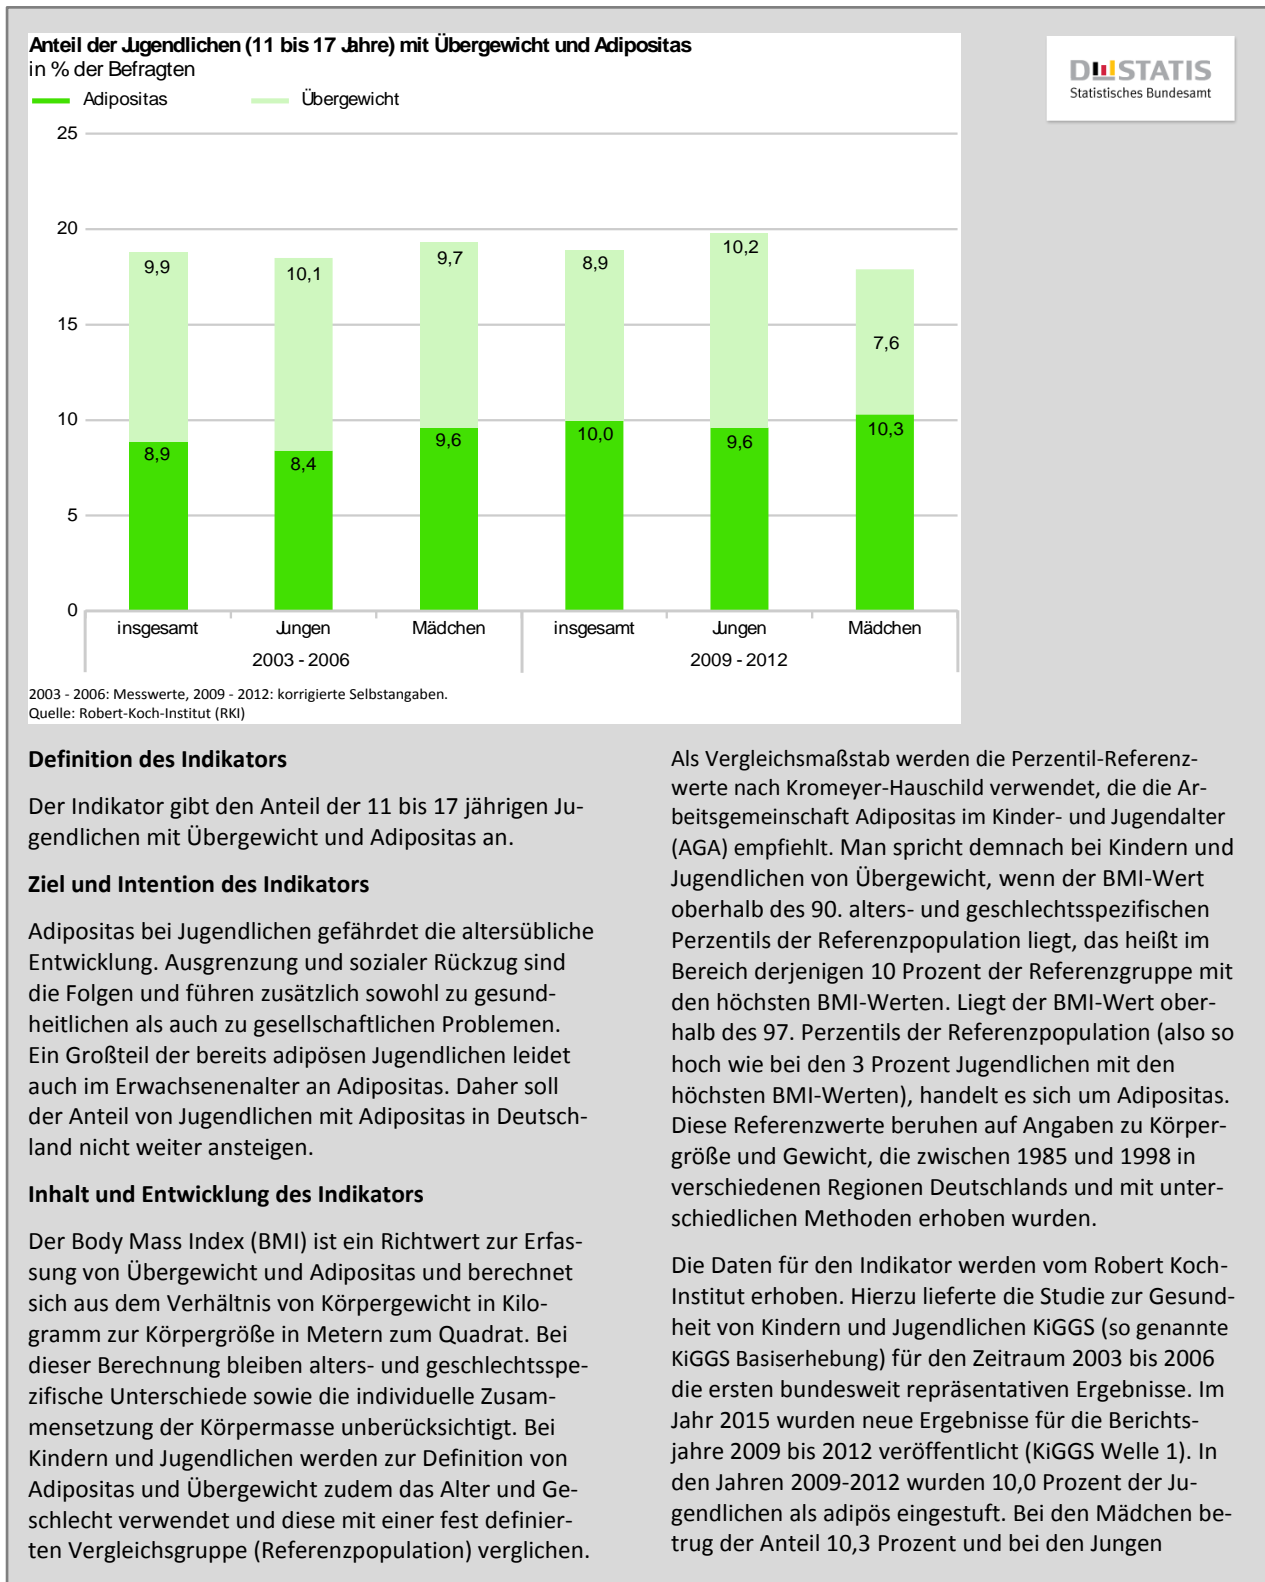 Anteil der Jugendlichen (11 bis 17 Jahre) mit Übergewicht und Adipositas
in % der Befragten
Adipositas
Übergewicht
DESTATIS
Statistisches Bundesamt
25
20
15
10
5
0
9,9
10,1
9,7
8,9
10,2
7,6
8,9
8,4
9,6
10,0
9,6
10,3
insgesamt
Jungen
Mädchen
insgesamt
Jungen
Mädchen
2003 - 2006
2009 - 2012
2003 - 2006: Messwerte, 2009 - 2012: korrigierte Selbstangaben.
Quelle: Robert-Koch-Institut (RKI)
Definition des Indikators
Der Indikator gibt den Anteil der 11 bis 17 jährigen Ju-
gendlichen mit Übergewicht und Adipositas an.
Ziel und Intention des Indikators
Adipositas bei Jugendlichen gefährdet die altersübliche
Entwicklung. Ausgrenzung und sozialer Rückzug sind
die Folgen und führen zusätzlich sowohl zu gesund-
heitlichen als auch zu gesellschaftlichen Problemen.
Ein Großteil der bereits adipösen Jugendlichen leidet
auch im Erwachsenenalter an Adipositas. Daher soll
der Anteil von Jugendlichen mit Adipositas in Deutsch-
land nicht weiter ansteigen.
Inhalt und Entwicklung des Indikators
Der Body Mass Index (BMI) ist ein Richtwert zur Erfas-
sung von Übergewicht und Adipositas und berechnet
sich aus dem Verhältnis von Körpergewicht in Kilo-
gramm zur Körpergröße in Metern zum Quadrat. Bei
dieser Berechnung bleiben alters- und geschlechtsspe-
zifische Unterschiede sowie die individuelle Zusam-
mensetzung der Körpermasse unberücksichtigt. Bei
Kindern und Jugendlichen werden zur Definition von
Adipositas und Übergewicht zudem das Alter und Ge-
schlecht verwendet und diese mit einer fest definier-
ten Vergleichsgruppe (Referenzpopulation) verglichen.
Als Vergleichsmaßstab werden die Perzentil-Referenz-
werte nach Kromeyer-Hauschild verwendet, die die Ar-
beitsgemeinschaft Adipositas im Kinder- und Jugendalter
(AGA) empfiehlt. Man spricht demnach bei Kindern und
Jugendlichen von Übergewicht, wenn der BMI-Wert
oberhalb des 90. alters- und geschlechtsspezifischen
Perzentils der Referenzpopulation liegt, das heißt im
Bereich derjenigen 10 Prozent der Referenzgruppe mit
den höchsten BMI-Werten. Liegt der BMI-Wert ober-
halb des 97. Perzentils der Referenzpopulation (also so
hoch wie bei den 3 Prozent Jugendlichen mit den
höchsten BMI-Werten), handelt es sich um Adipositas.
Diese Referenzwerte beruhen auf Angaben zu Körper-
größe und Gewicht, die zwischen 1985 und 1998 in
verschiedenen Regionen Deutschlands und mit unter-
schiedlichen Methoden erhoben wurden.
Die Daten für den Indikator werden vom Robert Koch-
Institut erhoben. Hierzu lieferte die Studie zur Gesund-
heit von Kindern und Jugendlichen KiGGS (so genannte
KiGGS Basiserhebung) für den Zeitraum 2003 bis 2006
die ersten bundesweit repräsentativen Ergebnisse. Im
Jahr 2015 wurden neue Ergebnisse für die Berichts-
jahre 2009 bis 2012 veröffentlicht (KiGGS Welle 1). In
den Jahren 2009-2012 wurden 10,0 Prozent der Ju-
gendlichen als adipös eingestuft. Bei den Mädchen be-
trug der Anteil 10,3 Prozent und bei den Jungen